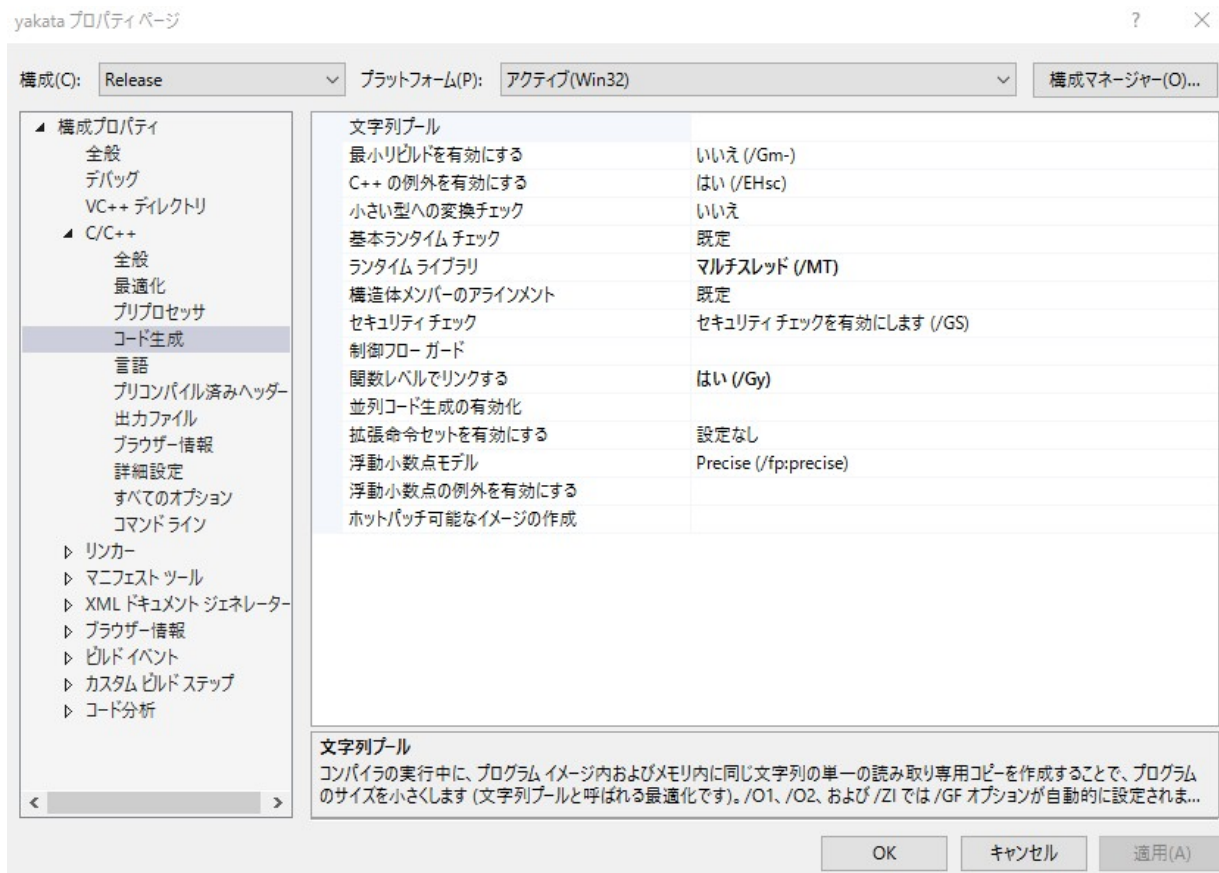 yakata プロパティ ページ
? ×
構成(C): Release プラットフォーム(P): アクティブ(Win32) 構成マネージャー(O)...
構成プロパティ
全般
デバッグ
VC++ ディレクトリ
C/C++
全般
最適化
プリプロセッサ
コード生成
言語
プリコンパイル済みヘッダー
出力ファイル
ブラウザー情報
詳細設定
すべてのオプション
コマンド ライン
リンカー
マニフェスト ツール
XML ドキュメント ジェネレーター
ブラウザー情報
ビルド イベント
カスタム ビルド ステップ
コード分析
文字列プール
最小リビルドを有効にする いいえ (/Gm-)
C++ の例外を有効にする はい (/EHsc)
小さい型への変換チェック いいえ
基本ランタイム チェック 既定
ランタイム ライブラリ マルチスレッド (/MT)
構造体メンバーのアラインメント 既定
セキュリティ チェック セキュリティ チェックを有効にします (/GS)
制御フロー ガード
関数レベルでリンクする はい (/Gy)
並列コード生成の有効化
拡張命令セットを有効にする 設定なし
浮動小数点モデル Precise (/fp:precise)
浮動小数点の例外を有効にする
ホットパッチ可能なイメージの作成
文字列プール
コンパイラの実行中に、プログラム イメージ内およびメモリ内に同じ文字列の単一の読み取り専用コピーを作成することで、プログラム
のサイズを小さくします (文字列プールと呼ばれる最適化です)。/O1、/O2、および /ZI では /GF オプションが自動的に設定されま...
OK キャンセル 適用(A)